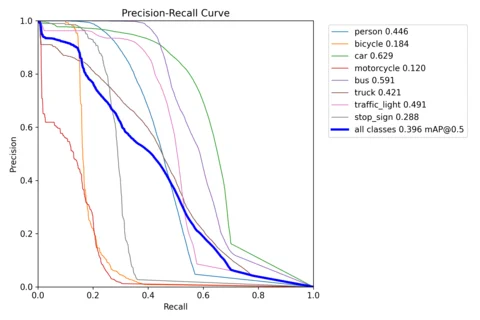 Precision-Recall Curve
person 0.446
bicycle 0.184
car 0.629
motorcycle 0.120
bus 0.591
truck 0.421
traffic_light 0.491
stop_sign 0.288
all classes 0.396 mAP@0.5
Precision
1.0
0.8
0.6
0.4
0.2
0.0
0.0 0.2 0.4 0.6 0.8 1.0
Recall